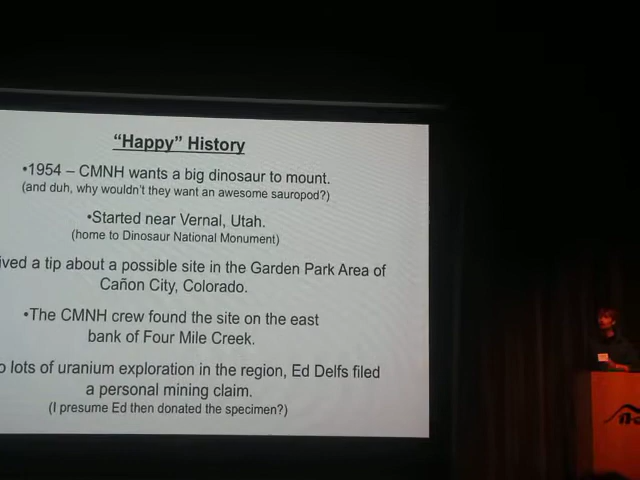 “Happy” History
•1954 – CMNH wants a big dinosaur to mount.
(and duh, why wouldn't they want an awesome sauropod?)
•Started near Vernal, Utah.
(home to Dinosaur National Monument)
ived a tip about a possible site in the Garden Park Area of
Cañon City, Colorado.
•The CMNH crew found the site on the east
bank of Four Mile Creek.
o lots of uranium exploration in the region, Ed Delfs filed
a personal mining claim.
(I presume Ed then donated the specimen?)